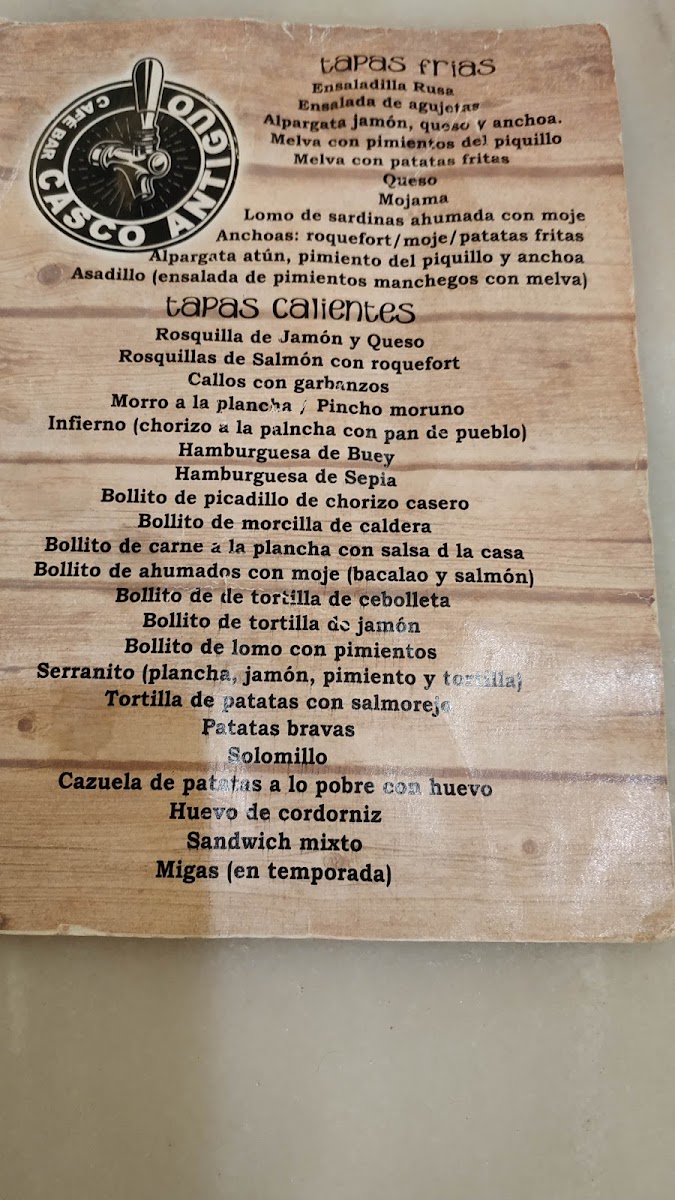 CAFÉ BAR
CASCO ANTIGUO
tapas frias
Ensaladilla Rusa
Ensalada de agujetas
Alpargata jamón, queso y anchoa.
Melva con pimientos del piquillo
Melva con patatas fritas
Queso
Mojama
Lomo de sardinas ahumada con moje
Anchoas: roquefort/moje/patatas fritas
Alpargata atún, pimiento del piquillo y anchoa
Asadillo (ensalada de pimientos manchegos con melva)
tapas calientes
Rosquilla de Jamón y Queso
Rosquillas de Salmón con roquefort
Callos con garbanzos
Morro a la plancha / Pincho moruno
Infierno (chorizo a la palncha con pan de pueblo)
Hamburguesa de Buey
Hamburguesa de Sepia
Bollito de picadillo de chorizo casero
Bollito de morcilla de caldera
Bollito de carne a la plancha con salsa d la casa
Bollito de ahumados con moje (bacalao y salmón)
Bollito de de tortilla de cebolleta
Bollito de tortilla de jamón
Bollito de lomo con pimientos
Serranito (plancha, jamón, pimiento y tortilla)
Tortilla de patatas con salmorejo
Patatas bravas
Solomillo
Cazuela de patatas a lo pobre con huevo
Huevo de cordorniz
Sandwich mixto
Migas (en temporada)